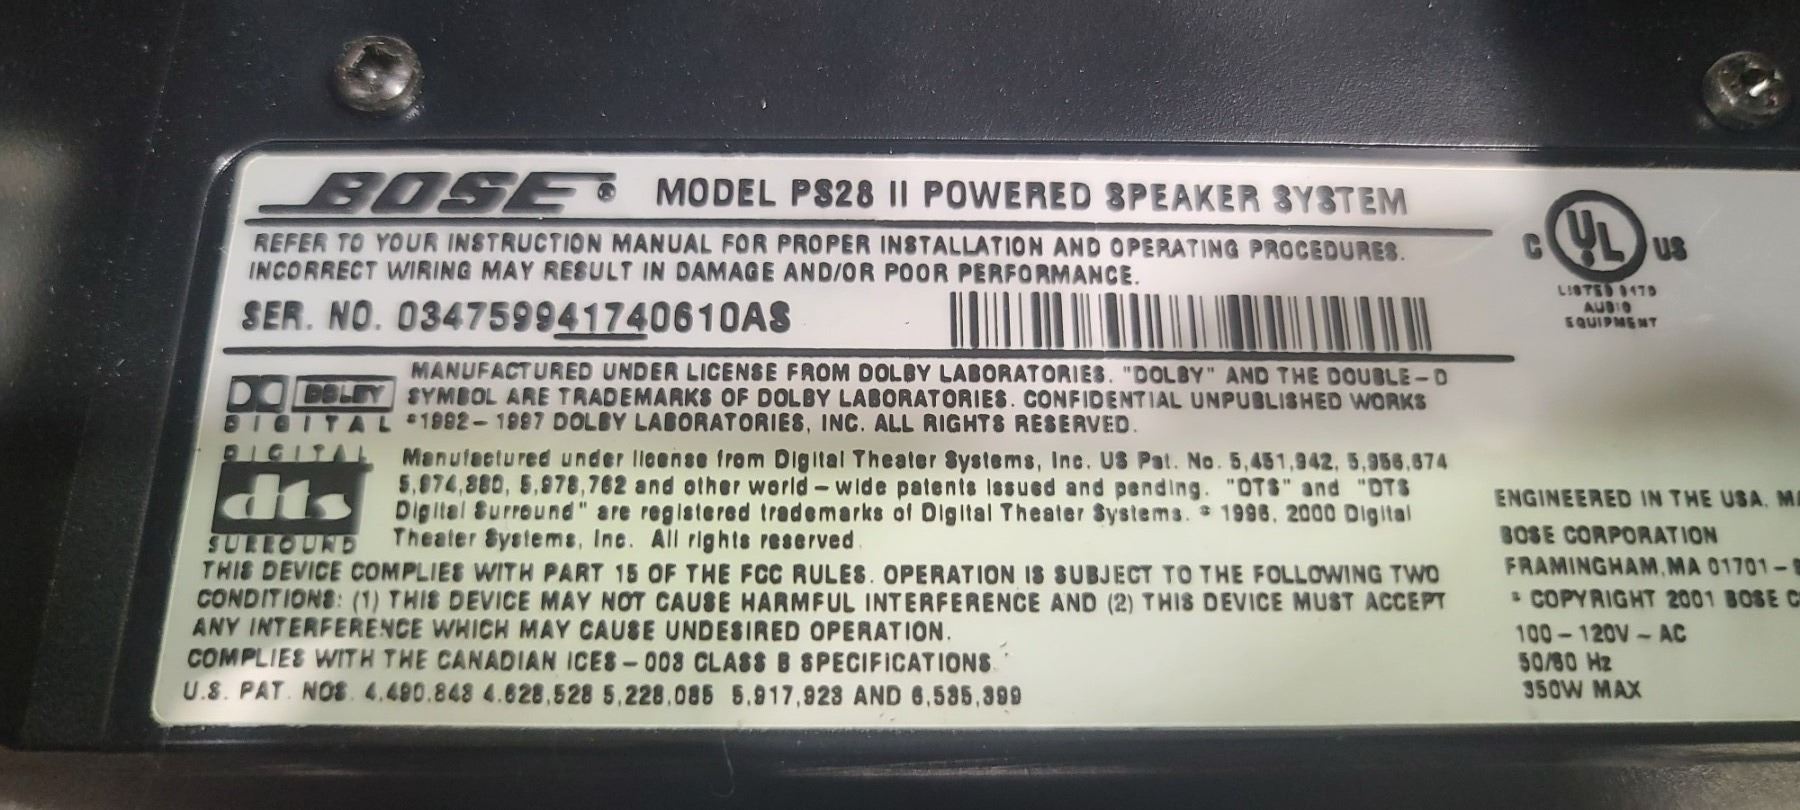 BOSE® MODEL PS28 II POWERED SPEAKER SYSTEM
REFER TO YOUR INSTRUCTION MANUAL FOR PROPER INSTALLATION AND OPERATING PROCEDURES.
INCORRECT WIRING MAY RESULT IN DAMAGE AND/OR POOR PERFORMANCE.
SER. NO. 034759941740610AS
C UL US
LISTED
AUDIO
EQUIPMENT
DOLBY
DIGITAL
MANUFACTURED UNDER LICENSE FROM DOLBY LABORATORIES. "DOLBY" AND THE DOUBLE-D
SYMBOL ARE TRADEMARKS OF DOLBY LABORATORIES. CONFIDENTIAL UNPUBLISHED WORKS
©1992-1997 DOLBY LABORATORIES, INC. ALL RIGHTS RESERVED.
DIGITAL
dts
SURROUND
Manufactured under license from Digital Theater Systems, Inc. US Pat. No. 5,451,942, 5,956,674
5,974,380, 5,978,762 and other world-wide patents issued and pending. "DTS" and "DTS
Digital Surround" are registered trademarks of Digital Theater Systems. © 1996, 2000 Digital
Theater Systems, Inc. All rights reserved.
THIS DEVICE COMPLIES WITH PART 15 OF THE FCC RULES. OPERATION IS SUBJECT TO THE FOLLOWING TWO
CONDITIONS: (1) THIS DEVICE MAY NOT CAUSE HARMFUL INTERFERENCE AND (2) THIS DEVICE MUST ACCEPT
ANY INTERFERENCE WHICH MAY CAUSE UNDESIRED OPERATION.
COMPLIES WITH THE CANADIAN ICES-003 CLASS B SPECIFICATIONS.
U.S. PAT. NOS. 4,490,843 4,628,528 5,228,085 5,917,923 AND 6,535,399
ENGINEERED IN THE USA.
BOSE CORPORATION
FRAMINGHAM, MA 01701-
© COPYRIGHT 2001 BOSE
100-120V ~ AC
50/60 Hz
350W MAX